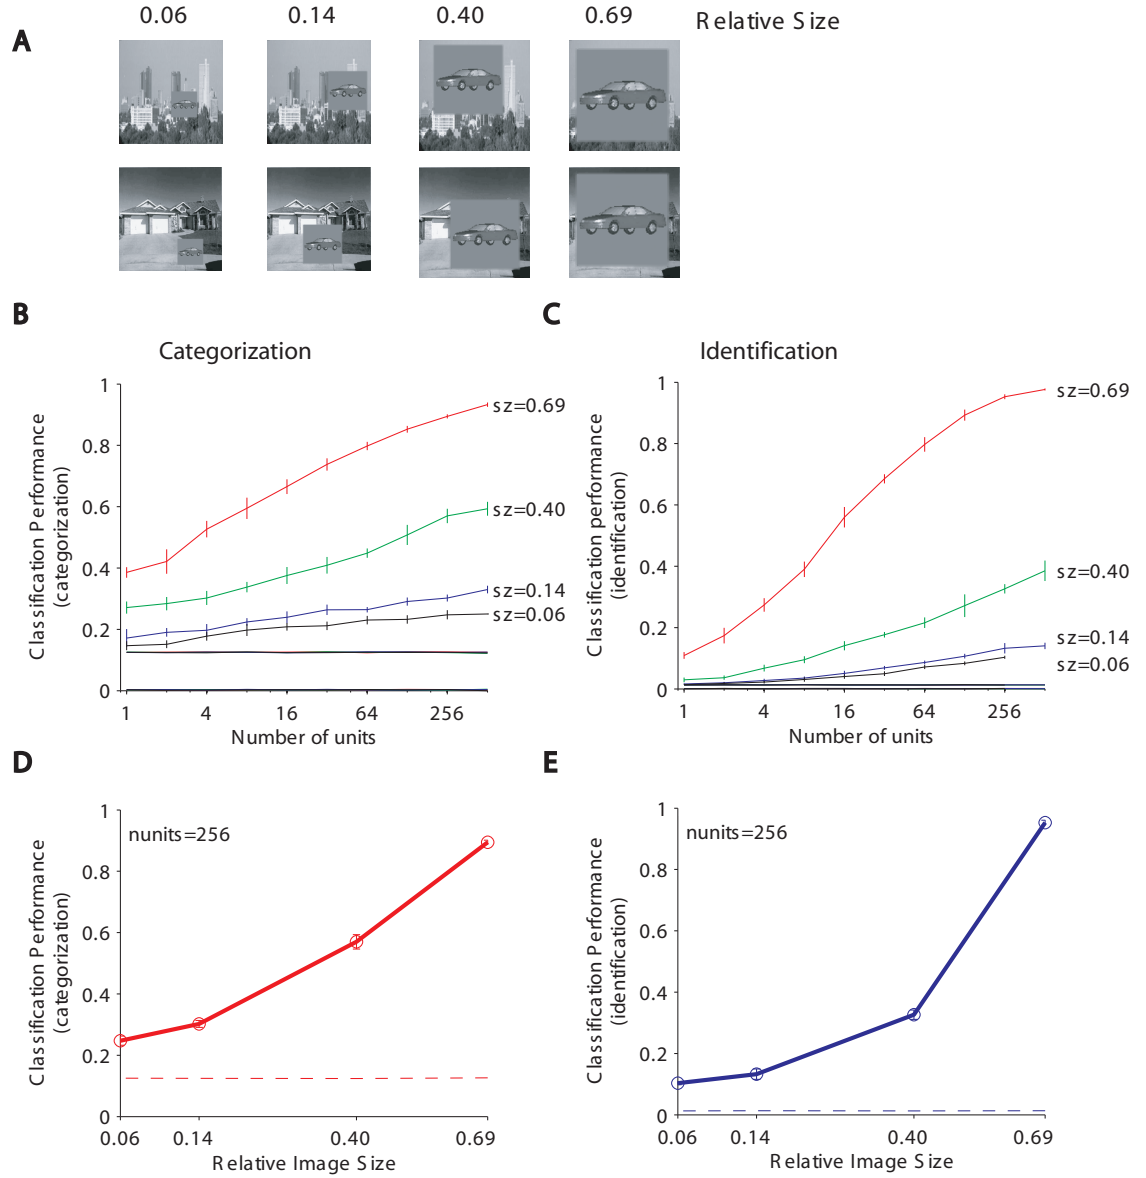 0.06 0.14 0.40 0.69 Relative Size
A
B
C
Categorization
Identification
Classification Performance
(categorization)
1
0.8
0.6
0.4
0.2
0
sz=0.69
sz=0.40
sz=0.14
sz=0.06
1 4 16 64 256
Number of units
Classification performance
(identification)
1
0.8
0.6
0.4
0.2
0
sz=0.69
sz=0.40
sz=0.14
sz=0.06
1 4 16 64 256
Number of units
D
E
Classification Performance
(categorization)
1
0.8
0.6
0.4
0.2
0
nunits=256
0.06 0.14 0.40 0.69
Relative Image Size
Classification Performance
(identification)
1
0.8
0.6
0.4
0.2
0
nunits=256
0.06 0.14 0.40 0.69
Relative Image Size